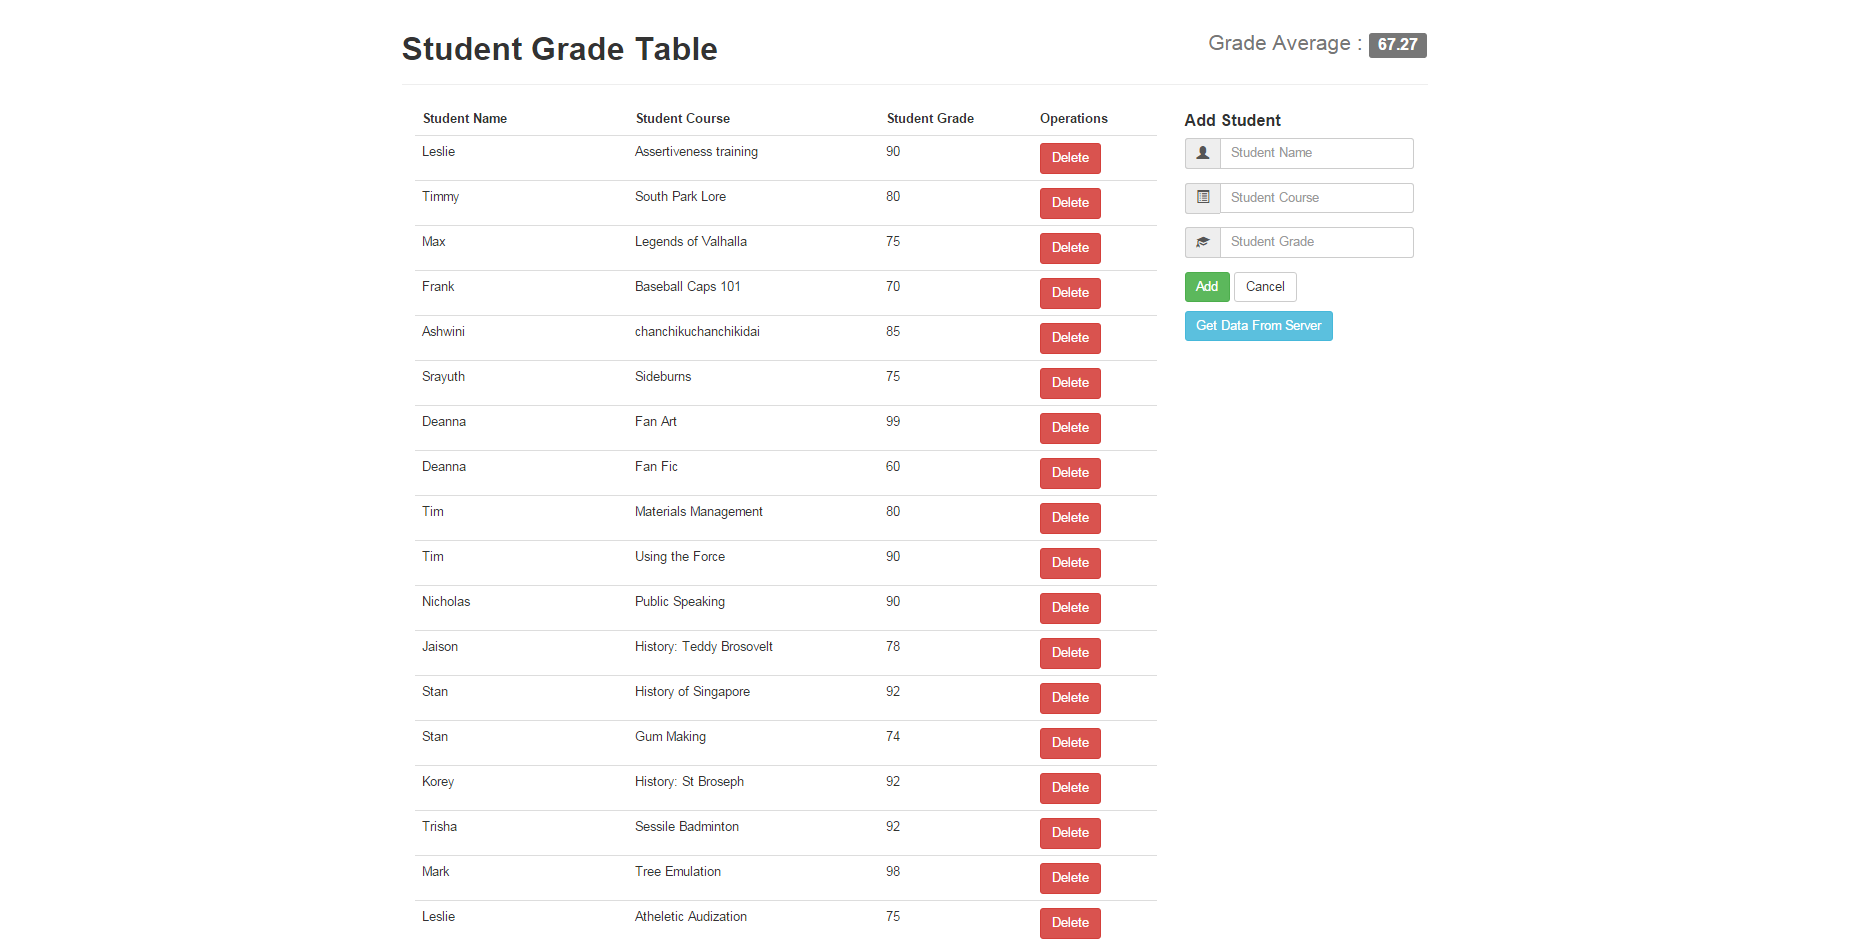 Student Grade Table
Grade Average : 67.27
Student Name Student Course Student Grade Operations
Leslie Assertiveness training 90 Delete
Timmy South Park Lore 80 Delete
Max Legends of Valhalla 75 Delete
Frank Baseball Caps 101 70 Delete
Ashwini chanchikuchanchikidai 85 Delete
Srayuth Sideburns 75 Delete
Deanna Fan Art 99 Delete
Deanna Fan Fic 60 Delete
Tim Materials Management 80 Delete
Tim Using the Force 90 Delete
Nicholas Public Speaking 90 Delete
Jaison History: Teddy Brosovelt 78 Delete
Stan History of Singapore 92 Delete
Stan Gum Making 74 Delete
Korey History: St Broseph 92 Delete
Trisha Sessile Badminton 92 Delete
Mark Tree Emulation 98 Delete
Leslie Atheletic Audization 75 Delete
Add Student
Student Name
Student Course
Student Grade
Add Cancel
Get Data From Server